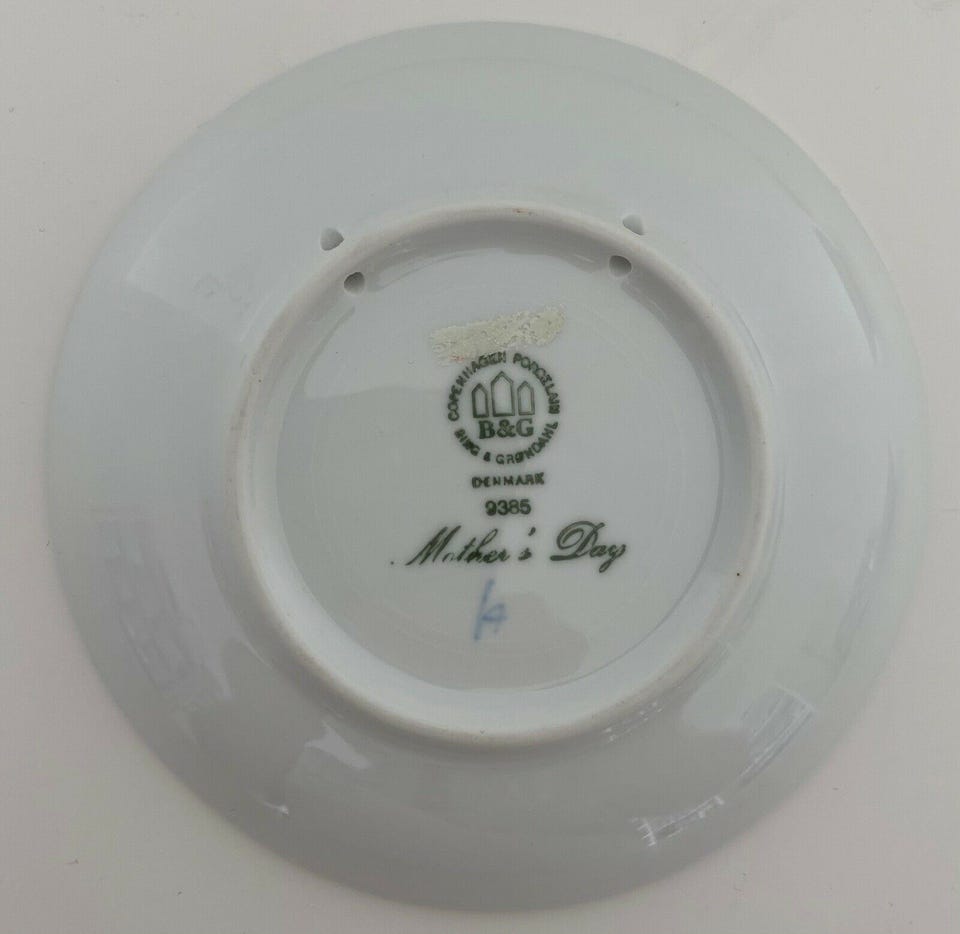 COPENHAGEN PORCELAIN
B&G
BING & GRØNDAHL
DENMARK
9385
Mother's Day